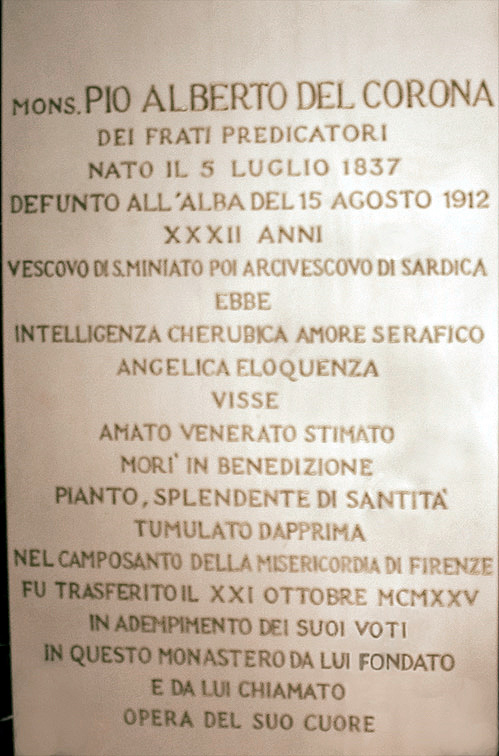 MONS. PIO ALBERTO DEL CORONA
DEI FRATI PREDICATORI
NATO IL 5 LUGLIO 1837
DEFUNTO ALL'ALBA DEL 15 AGOSTO 1912
XXXII ANNI
VESCOVO DI S. MINIATO POI ARCIVESCOVO DI SARDICA
EBBE
INTELLIGENZA CHERUBICA AMORE SERAFICO
ANGELICA ELOQUENZA
VISSE
AMATO VENERATO STIMATO
MORI' IN BENEDIZIONE
PIANTO, SPLENDENTE DI SANTITA'
TUMULATO DAPPRIMA
NEL CAMPOSANTO DELLA MISERICORDIA DI FIRENZE
FU TRASFERITO IL XXI OTTOBRE MCMXXV
IN ADEMPIMENTO DEI SUOI VOTI
IN QUESTO MONASTERO DA LUI FONDATO
E DA LUI CHIAMATO
OPERA DEL SUO CUORE